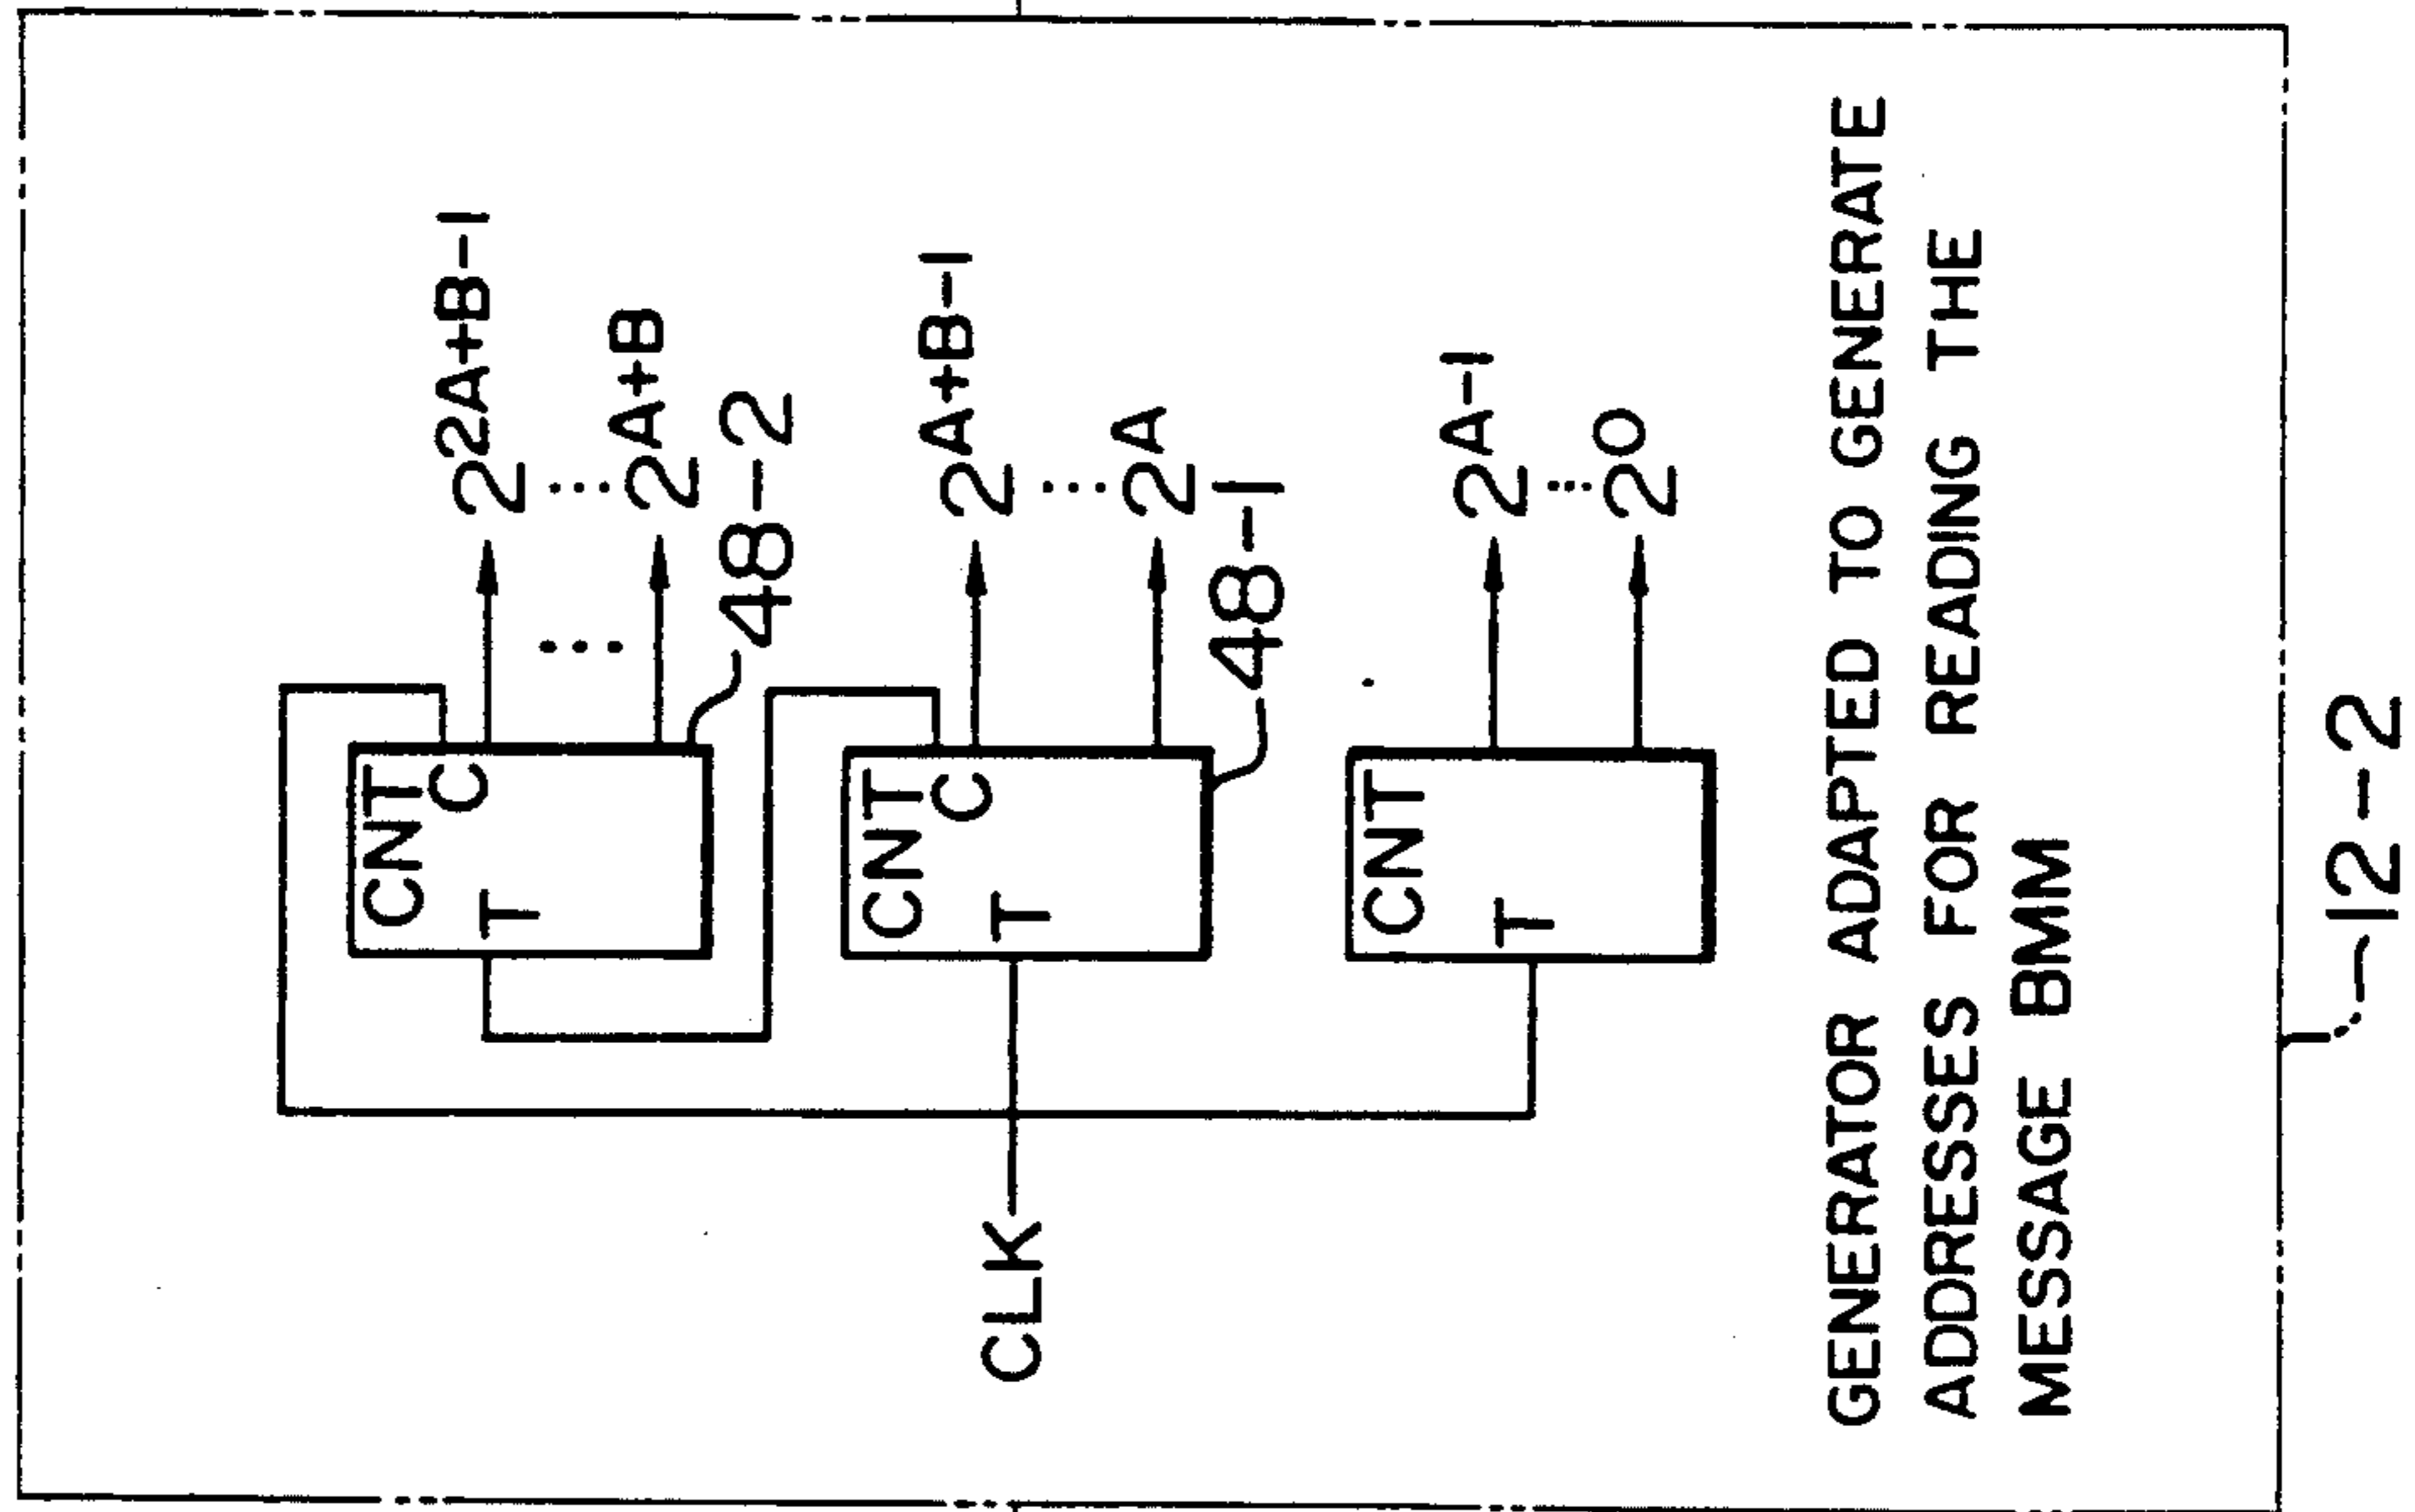 CNT
C
2 2A+B-1
T
2 A+B
48-2
CNT
C
2 A+B-1
CLK
T
2 A
48-1
CNT
2 A-1
T
2 0
GENERATOR ADAPTED TO GENERATE
ADDRESSES FOR READING THE
MESSAGE BMM
12-2